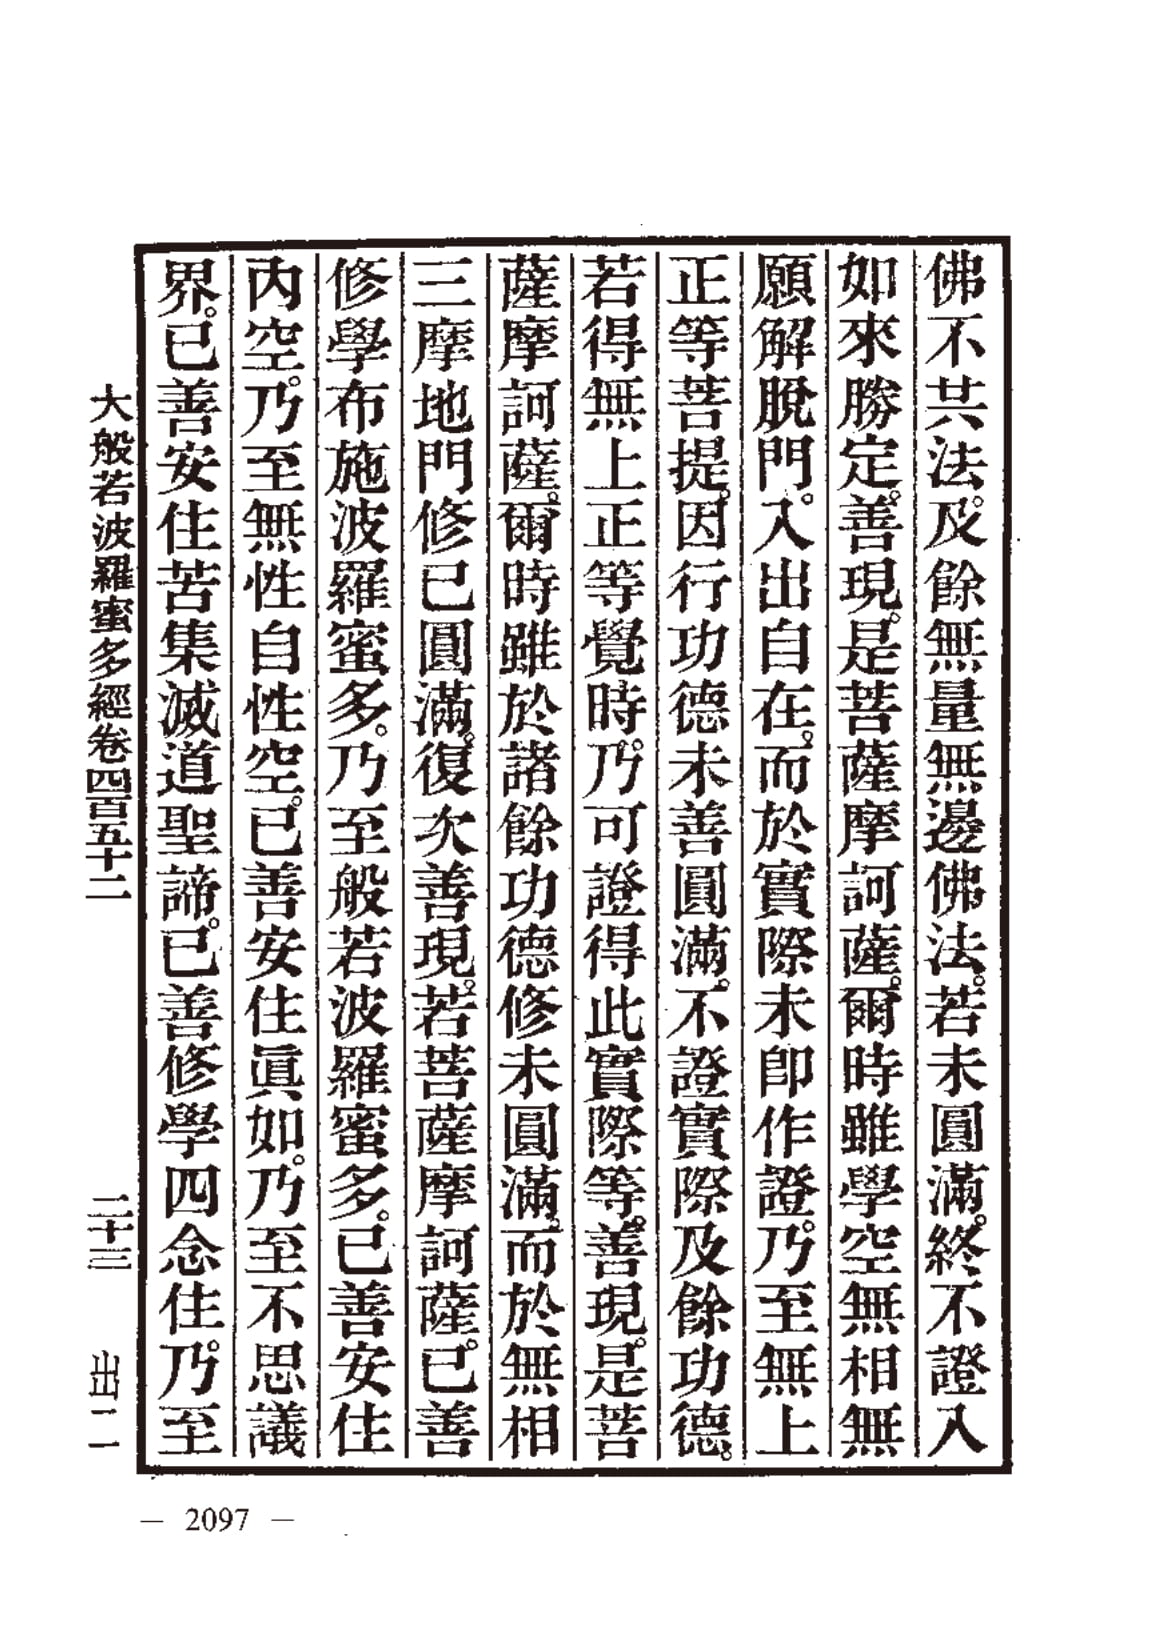 佛不共法。及餘無量無邊佛法。若未圓滿。終不證入
如來勝定。善現。是菩薩摩訶薩。爾時雖學空無相無
願解脫門。入出自在。而於實際未卽作證。乃至無上
正等菩提。因行功德未善圓滿。不證實際及餘功德。
若得無上正等覺時。乃可證得此實際等。善現。是菩
薩摩訶薩。爾時雖於諸餘功德修未圓滿。而於無相
三摩地門修已圓滿。復次善現。若菩薩摩訶薩。已善
修學布施波羅蜜多。乃至般若波羅蜜多。已善安住
內空。乃至無性自性空。已善安住眞如。乃至不思議
界。已善安住苦集滅道聖諦。已善修學四念住。乃至
大般若波羅蜜多經卷四百五十二 二十三 出二
— 2097 —